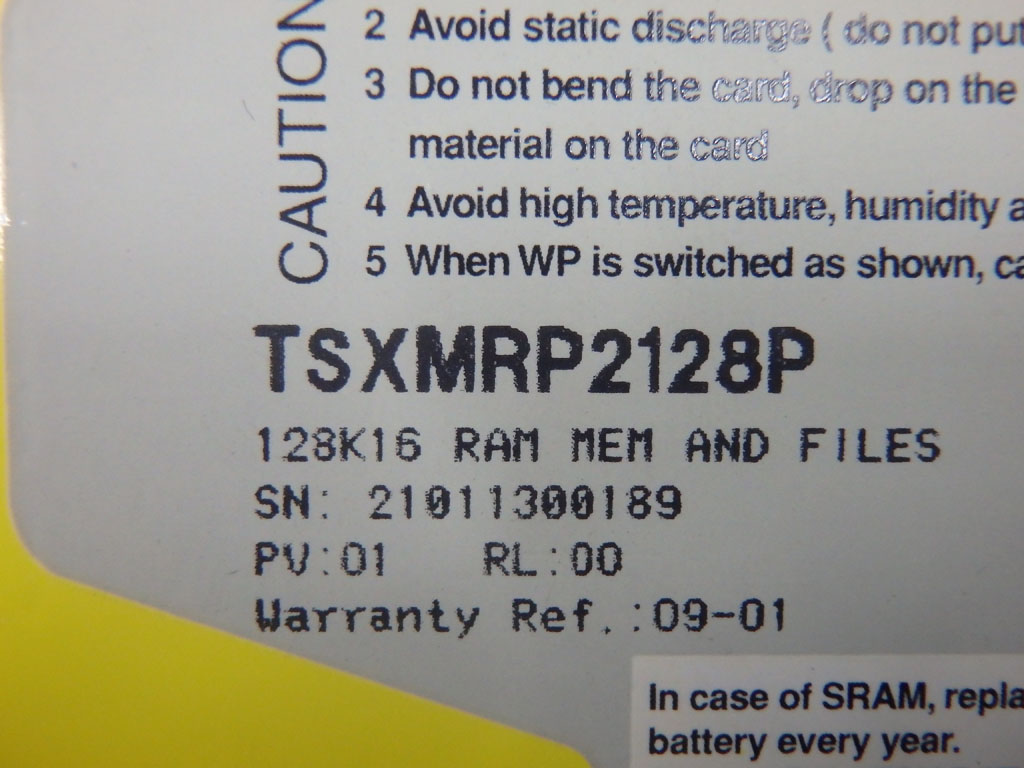 CAUTION
2 Avoid static discharge ( do not put
3 Do not bend the card, drop on the
material on the card
4 Avoid high temperature, humidity a
5 When WP is switched as shown, ca
TSXMRP2128P
128K16 RAM MEM AND FILES
SN: 21011300189
PV:01 RL:00
Warranty Ref.:09-01
In case of SRAM, repla
battery every year.